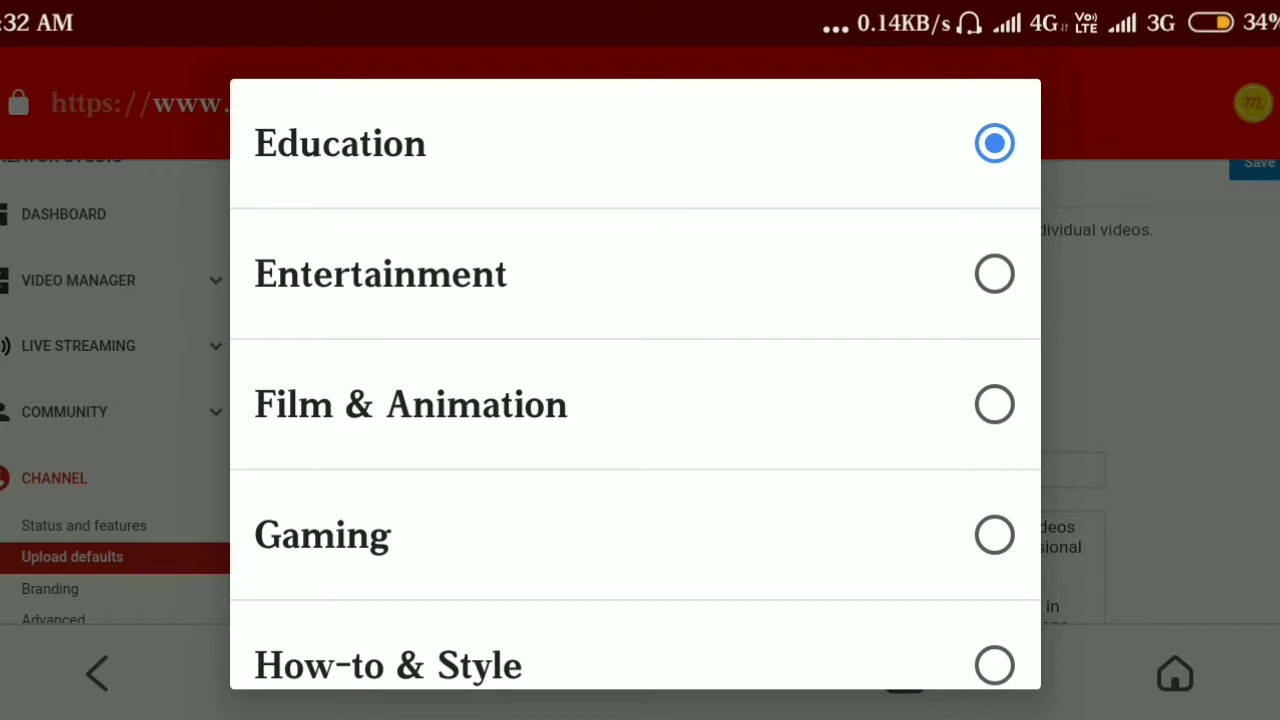 :32 AM
... 0.14KB/s 4G VoLTE 3G 34%
https://www.
Save
DASHBOARD
dividual videos.
VIDEO MANAGER
LIVE STREAMING
COMMUNITY
CHANNEL
Status and features
Upload defaults
Branding
Advanced
deos
sional
in
Education
Entertainment
Film & Animation
Gaming
How-to & Style
m